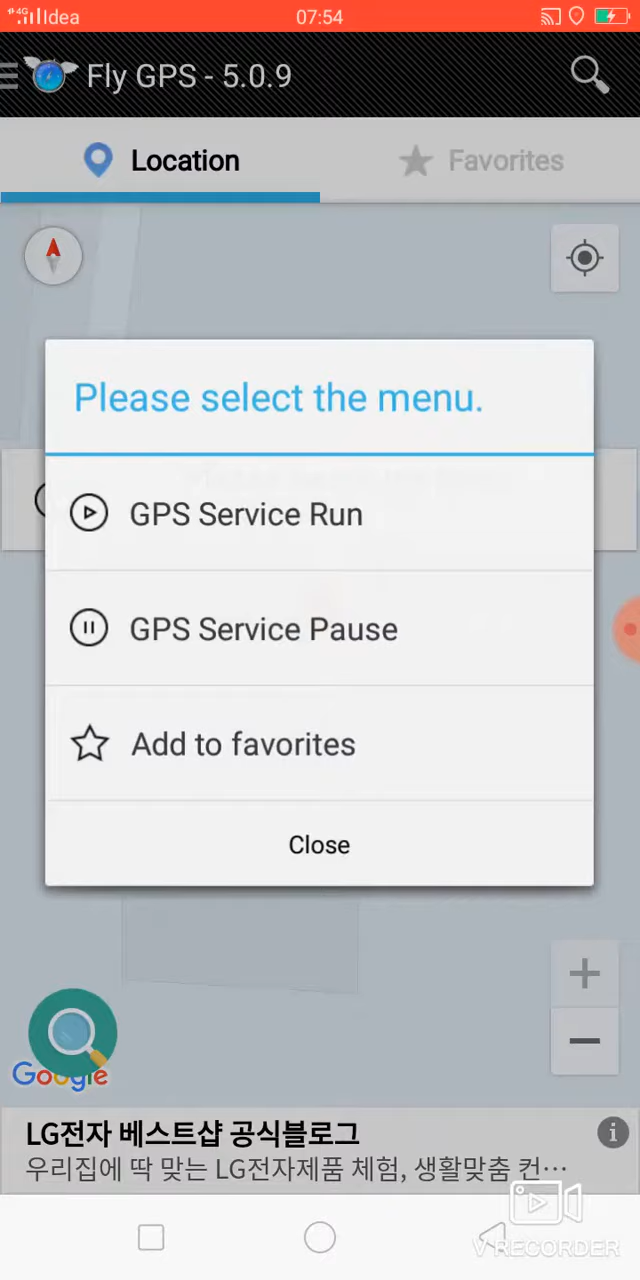 4G Idea 07:54
Fly GPS - 5.0.9
Location Favorites
Please select the menu.
GPS Service Run
GPS Service Pause
Add to favorites
Close
Google
LG전자 베스트샵 공식블로그
우리집에 딱 맞는 LG전자제품 체험, 생활맞춤 컨…
V RECORDER